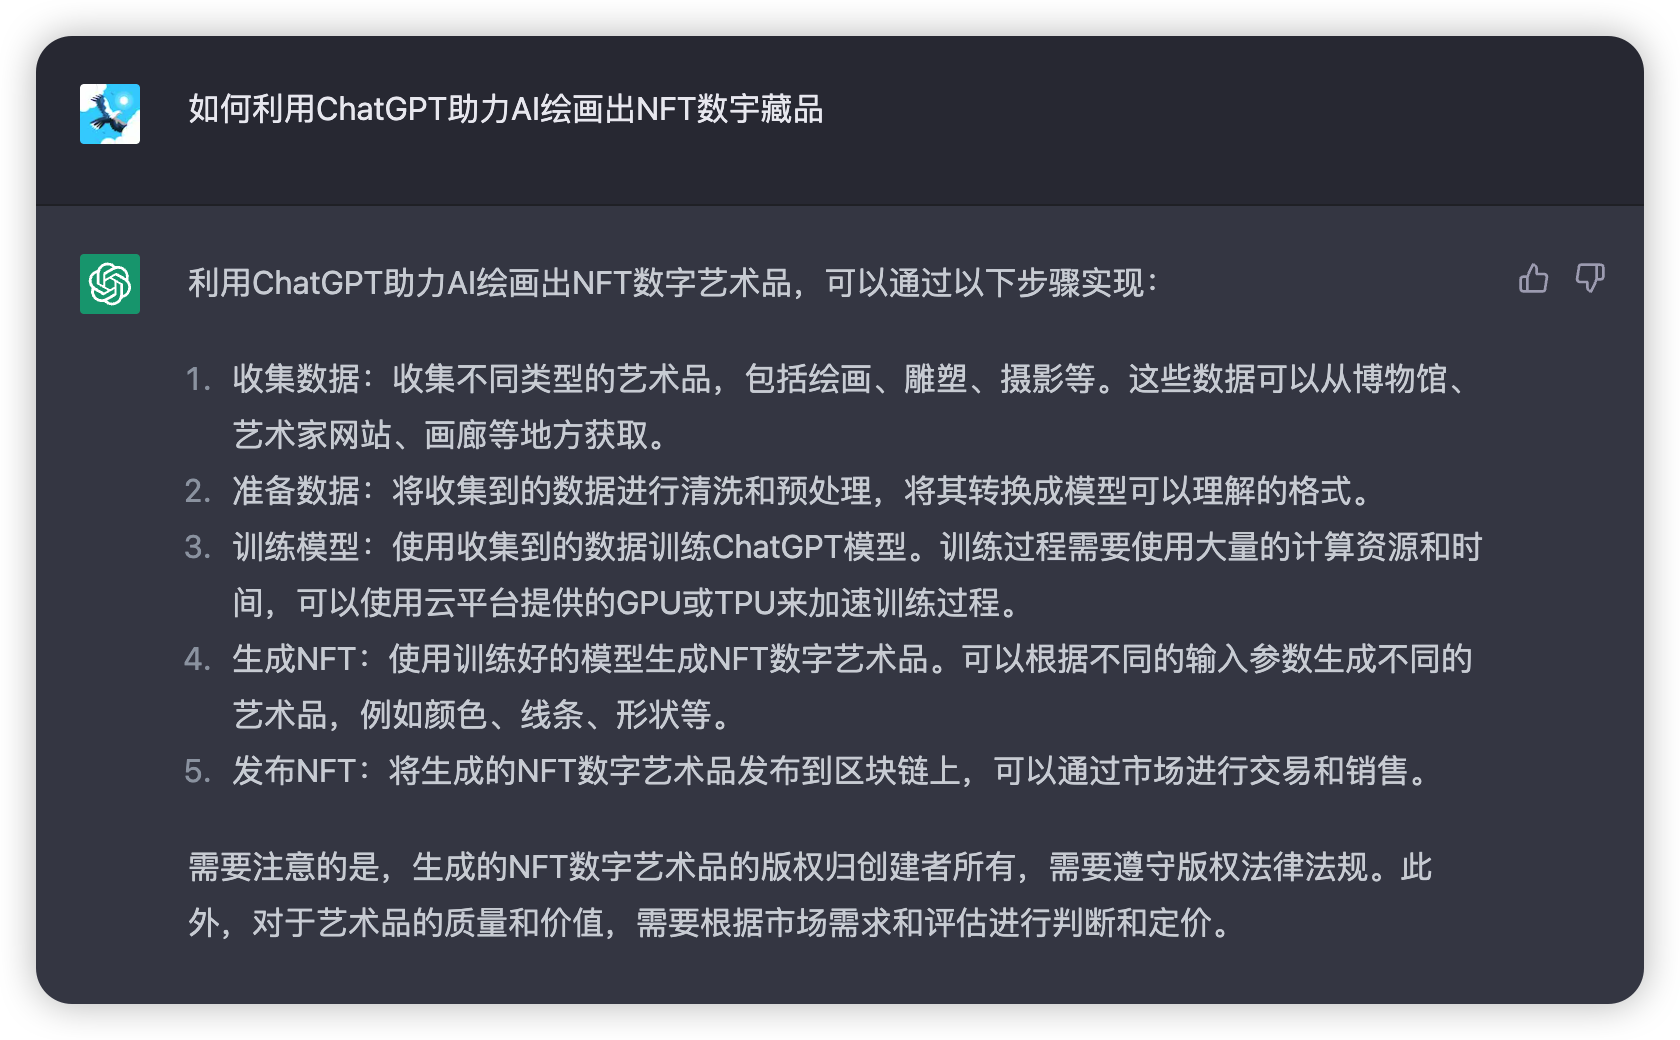 如何利用ChatGPT助力AI绘画出NFT数字藏品
利用ChatGPT助力AI绘画出NFT数字艺术品，可以通过以下步骤实现：
1. 收集数据：收集不同类型的艺术品，包括绘画、雕塑、摄影等。这些数据可以从博物馆、
艺术家网站、画廊等地方获取。
2. 准备数据：将收集到的数据进行清洗和预处理，将其转换成模型可以理解的格式。
3. 训练模型：使用收集到的数据训练ChatGPT模型。训练过程需要使用大量的计算资源和时
间，可以使用云平台提供的GPU或TPU来加速训练过程。
4. 生成NFT：使用训练好的模型生成NFT数字艺术品。可以根据不同的输入参数生成不同的
艺术品，例如颜色、线条、形状等。
5. 发布NFT：将生成的NFT数字艺术品发布到区块链上，可以通过市场进行交易和销售。
需要注意的是，生成的NFT数字艺术品的版权归创建者所有，需要遵守版权法律法规。此
外，对于艺术品的质量和价值，需要根据市场需求和评估进行判断和定价。